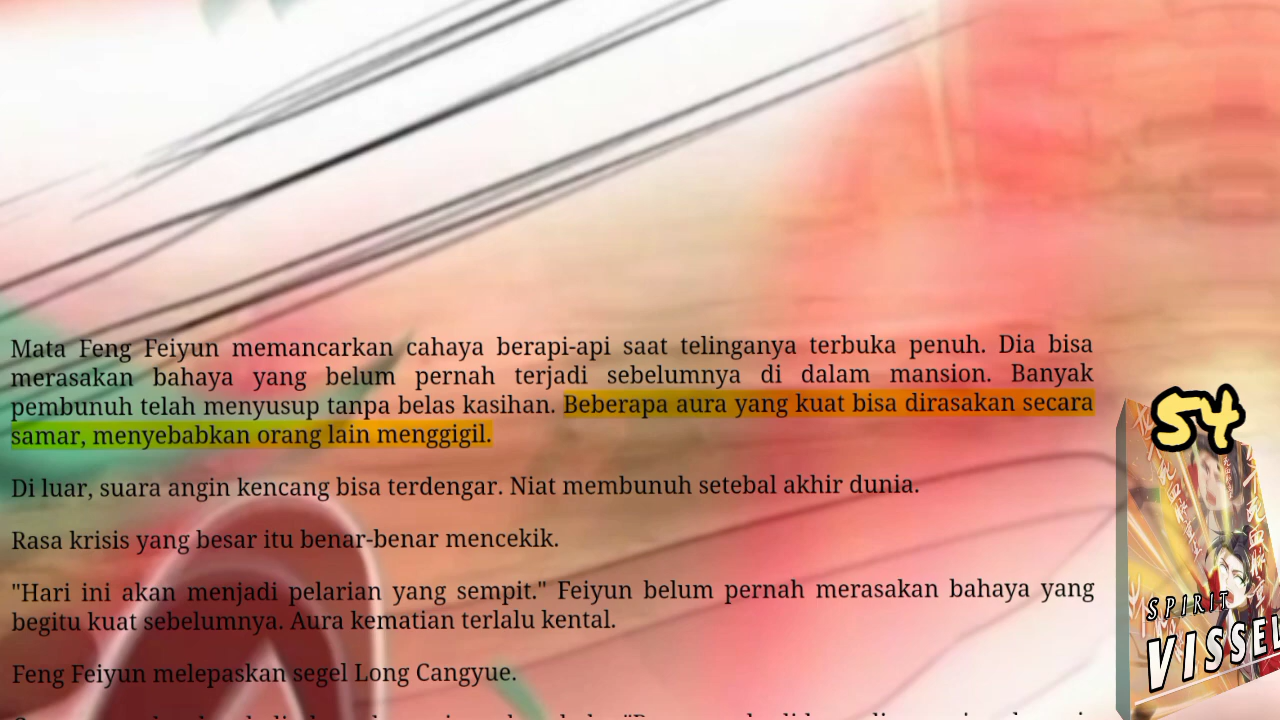 Mata Feng Feiyun memancarkan cahaya berapi-api saat telinganya terbuka penuh. Dia bisa
merasakan bahaya yang belum pernah terjadi sebelumnya di dalam mansion. Banyak
pembunuh telah menyusup tanpa belas kasihan. Beberapa aura yang kuat bisa dirasakan secara
samar, menyebabkan orang lain menggigil.
Di luar, suara angin kencang bisa terdengar. Niat membunuh setebal akhir dunia.
Rasa krisis yang besar itu benar-benar mencekik.
"Hari ini akan menjadi pelarian yang sempit." Feiyun belum pernah merasakan bahaya yang
begitu kuat sebelumnya. Aura kematian terlalu kental.
Feng Feiyun melepaskan segel Long Cangyue.
54
SPIRIT
VISSEL